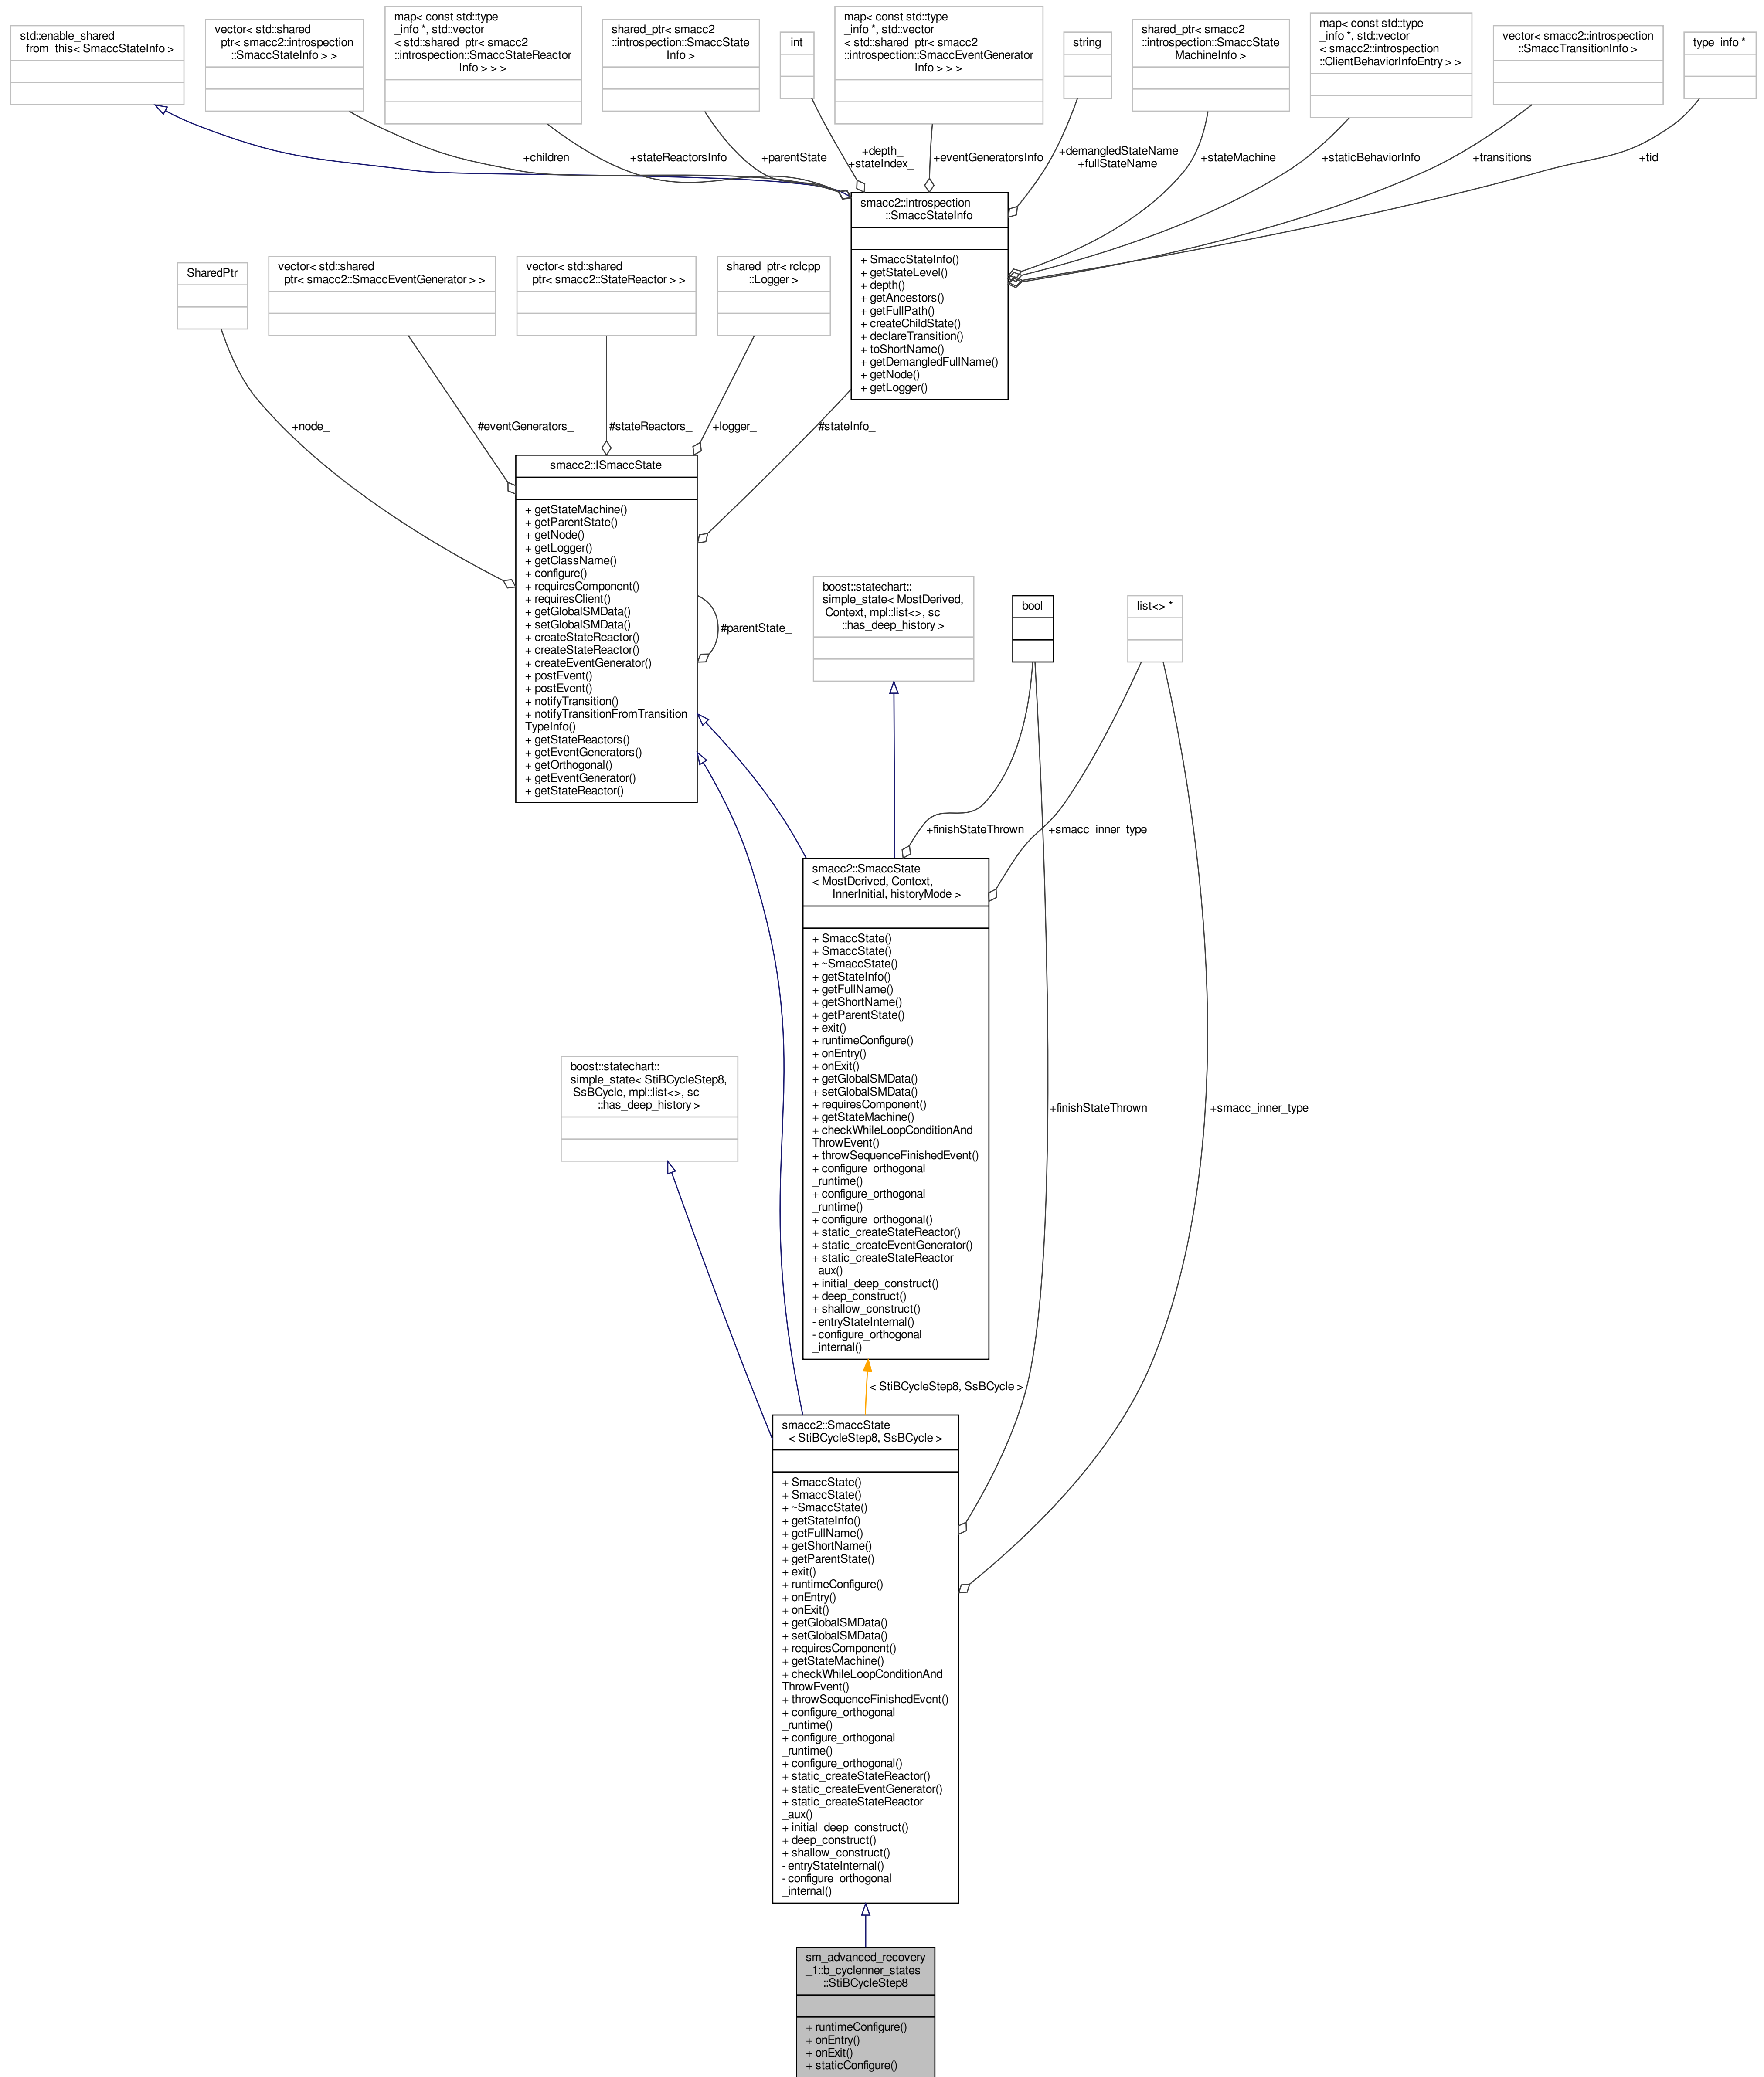 std::enable_shared
_from_this< SmaccStateInfo >
vector< std::shared
_ptr< smacc2::introspection
::SmaccStateInfo > >
map< const std::type
_info *, std::vector
< std::shared_ptr< smacc2
::introspection::SmaccStateReactor
Info > > >
shared_ptr< smacc2
::introspection::SmaccState
Info >
int
map< const std::type
_info *, std::vector
< std::shared_ptr< smacc2
::introspection::SmaccEventGenerator
Info > > >
string
shared_ptr< smacc2
::introspection::SmaccState
MachineInfo >
map< const std::type
_info *, std::vector
< smacc2::introspection
::ClientBehaviorInfoEntry > >
vector< smacc2::introspection
::SmaccTransitionInfo >
type_info *
+children_
+stateReactorsInfo
+parentState_
+depth_
+stateIndex_
+eventGeneratorsInfo
+demangledStateName
+fullStateName
+stateMachine_
+staticBehaviorInfo
+transitions_
+tid_
smacc2::introspection
::SmaccStateInfo
+ SmaccStateInfo()
+ getStateLevel()
+ depth()
+ getAncestors()
+ getFullPath()
+ createChildState()
+ declareTransition()
+ toShortName()
+ getDemangledFullName()
+ getNode()
+ getLogger()
SharedPtr
vector< std::shared
_ptr< smacc2::SmaccEventGenerator > >
vector< std::shared
_ptr< smacc2::StateReactor > >
shared_ptr< rclcpp
::Logger >
+node_
#eventGenerators_
#stateReactors_
+logger_
#stateInfo_
smacc2::ISmaccState
+ getStateMachine()
+ getParentState()
+ getNode()
+ getLogger()
+ getClassName()
+ configure()
+ requiresComponent()
+ requiresClient()
+ getGlobalSMData()
+ setGlobalSMData()
+ createStateReactor()
+ createStateReactor()
+ createEventGenerator()
+ postEvent()
+ postEvent()
+ notifyTransition()
+ notifyTransitionFromTransition
TypeInfo()
+ getStateReactors()
+ getEventGenerators()
+ getOrthogonal()
+ getEventGenerator()
+ getStateReactor()
#parentState_
boost::statechart::
simple_state< MostDerived,
Context, mpl::list<>, sc
::has_deep_history >
bool
list<> *
+finishStateThrown
+smacc_inner_type
smacc2::SmaccState
< MostDerived, Context,
InnerInitial, historyMode >
+ SmaccState()
+ SmaccState()
+ ~SmaccState()
+ getStateInfo()
+ getFullName()
+ getShortName()
+ getParentState()
+ exit()
+ runtimeConfigure()
+ onEntry()
+ onExit()
+ getGlobalSMData()
+ setGlobalSMData()
+ requiresComponent()
+ getStateMachine()
+ checkWhileLoopConditionAnd
ThrowEvent()
+ throwSequenceFinishedEvent()
+ configure_orthogonal
_runtime()
+ configure_orthogonal
_runtime()
+ configure_orthogonal()
+ static_createStateReactor()
+ static_createEventGenerator()
+ static_createStateReactor
_aux()
+ initial_deep_construct()
+ deep_construct()
+ shallow_construct()
- entryStateInternal()
- configure_orthogonal
_internal()
boost::statechart::
simple_state< StiBCycleStep8,
SsBCycle, mpl::list<>, sc
::has_deep_history >
+finishStateThrown
+smacc_inner_type
< StiBCycleStep8, SsBCycle >
smacc2::SmaccState
< StiBCycleStep8, SsBCycle >
+ SmaccState()
+ SmaccState()
+ ~SmaccState()
+ getStateInfo()
+ getFullName()
+ getShortName()
+ getParentState()
+ exit()
+ runtimeConfigure()
+ onEntry()
+ onExit()
+ getGlobalSMData()
+ setGlobalSMData()
+ requiresComponent()
+ getStateMachine()
+ checkWhileLoopConditionAnd
ThrowEvent()
+ throwSequenceFinishedEvent()
+ configure_orthogonal
_runtime()
+ configure_orthogonal
_runtime()
+ configure_orthogonal()
+ static_createStateReactor()
+ static_createEventGenerator()
+ static_createStateReactor
_aux()
+ initial_deep_construct()
+ deep_construct()
+ shallow_construct()
- entryStateInternal()
- configure_orthogonal
_internal()
sm_advanced_recovery
_1::b_cyclenner_states
::StiBCycleStep8
+ runtimeConfigure()
+ onEntry()
+ onExit()
+ staticConfigure()